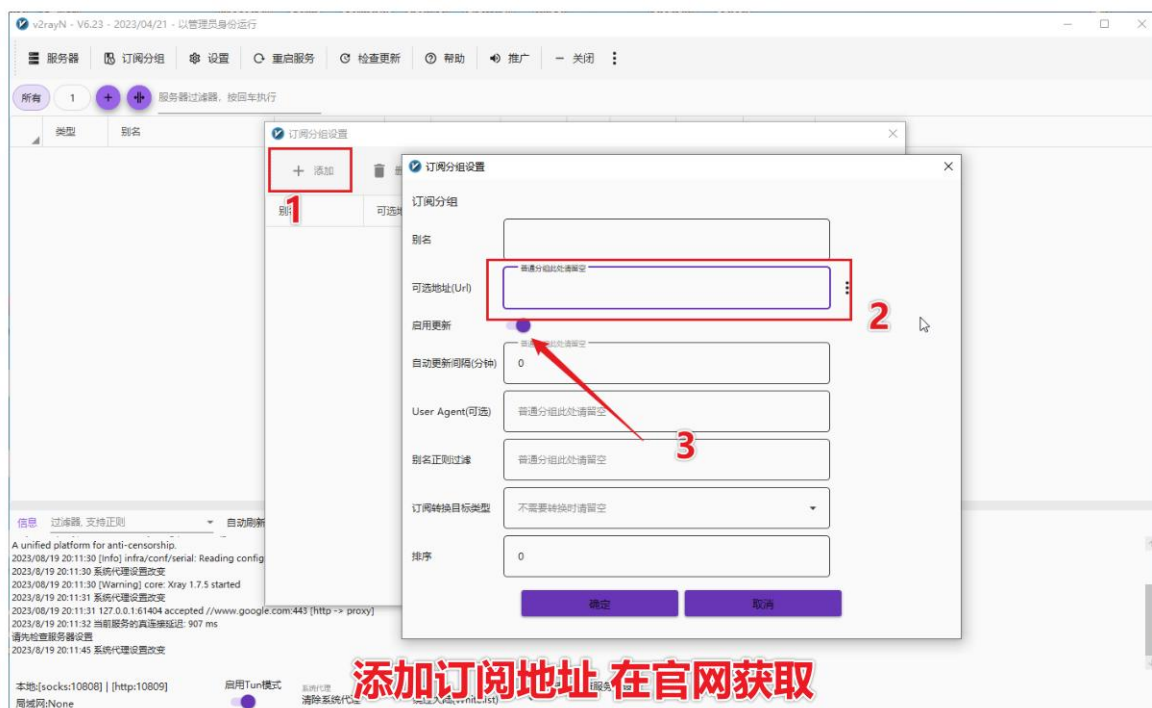 v2rayN - V6.23 - 2023/04/21 - 以管理员身份运行
服务器 订阅分组 设置 重启服务 检查更新 帮助 推广 关闭
所有 1 服务器过滤器, 按回车执行
类型 别名
订阅分组设置
添加
1
可选
订阅分组设置
订阅分组
别名
可选地址(Url) 普通分组此处请留空
2
启用更新
自动更新间隔(分钟) 普通分组此处请留空 0
User Agent(可选) 普通分组此处请留空
3
别名正则过滤 普通分组此处请留空
订阅转换目标类型 不需要转换时请留空
排序 0
确定 取消
信息 过滤器, 支持正则 自动刷新
A unified platform for anti-censorship.
2023/08/19 20:11:30 [Info] infra/conf/serial: Reading config
2023/8/19 20:11:30 系统代理设置改变
2023/08/19 20:11:30 [Warning] core: Xray 1.7.5 started
2023/8/19 20:11:31 系统代理设置改变
2023/08/19 20:11:31 127.0.0.1:61404 accepted //www.google.com:443 [http -> proxy]
2023/8/19 20:11:32 当前服务的真连接延迟: 907 ms
请先检查服务器设置
2023/8/19 20:11:45 系统代理设置改变
添加订阅地址 在官网获取
本地:[socks:10808] | [http:10809] 启用Tun模式 系统代理
局域网:None 清除系统代理